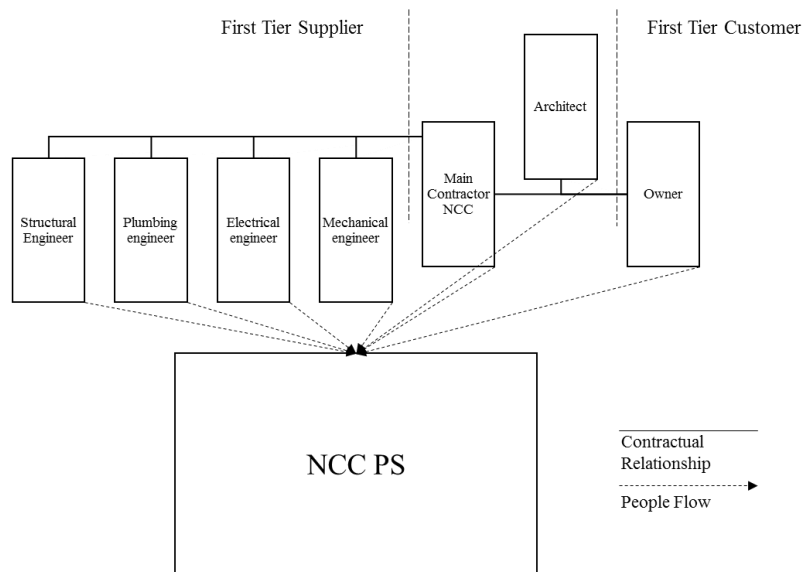 First Tier Supplier
First Tier Customer
Architect
Main
Contractor
NCC
Owner
Structural
Engineer
Plumbing
engineer
Electrical
engineer
Mechanical
engineer
NCC PS
Contractual
Relationship
People Flow